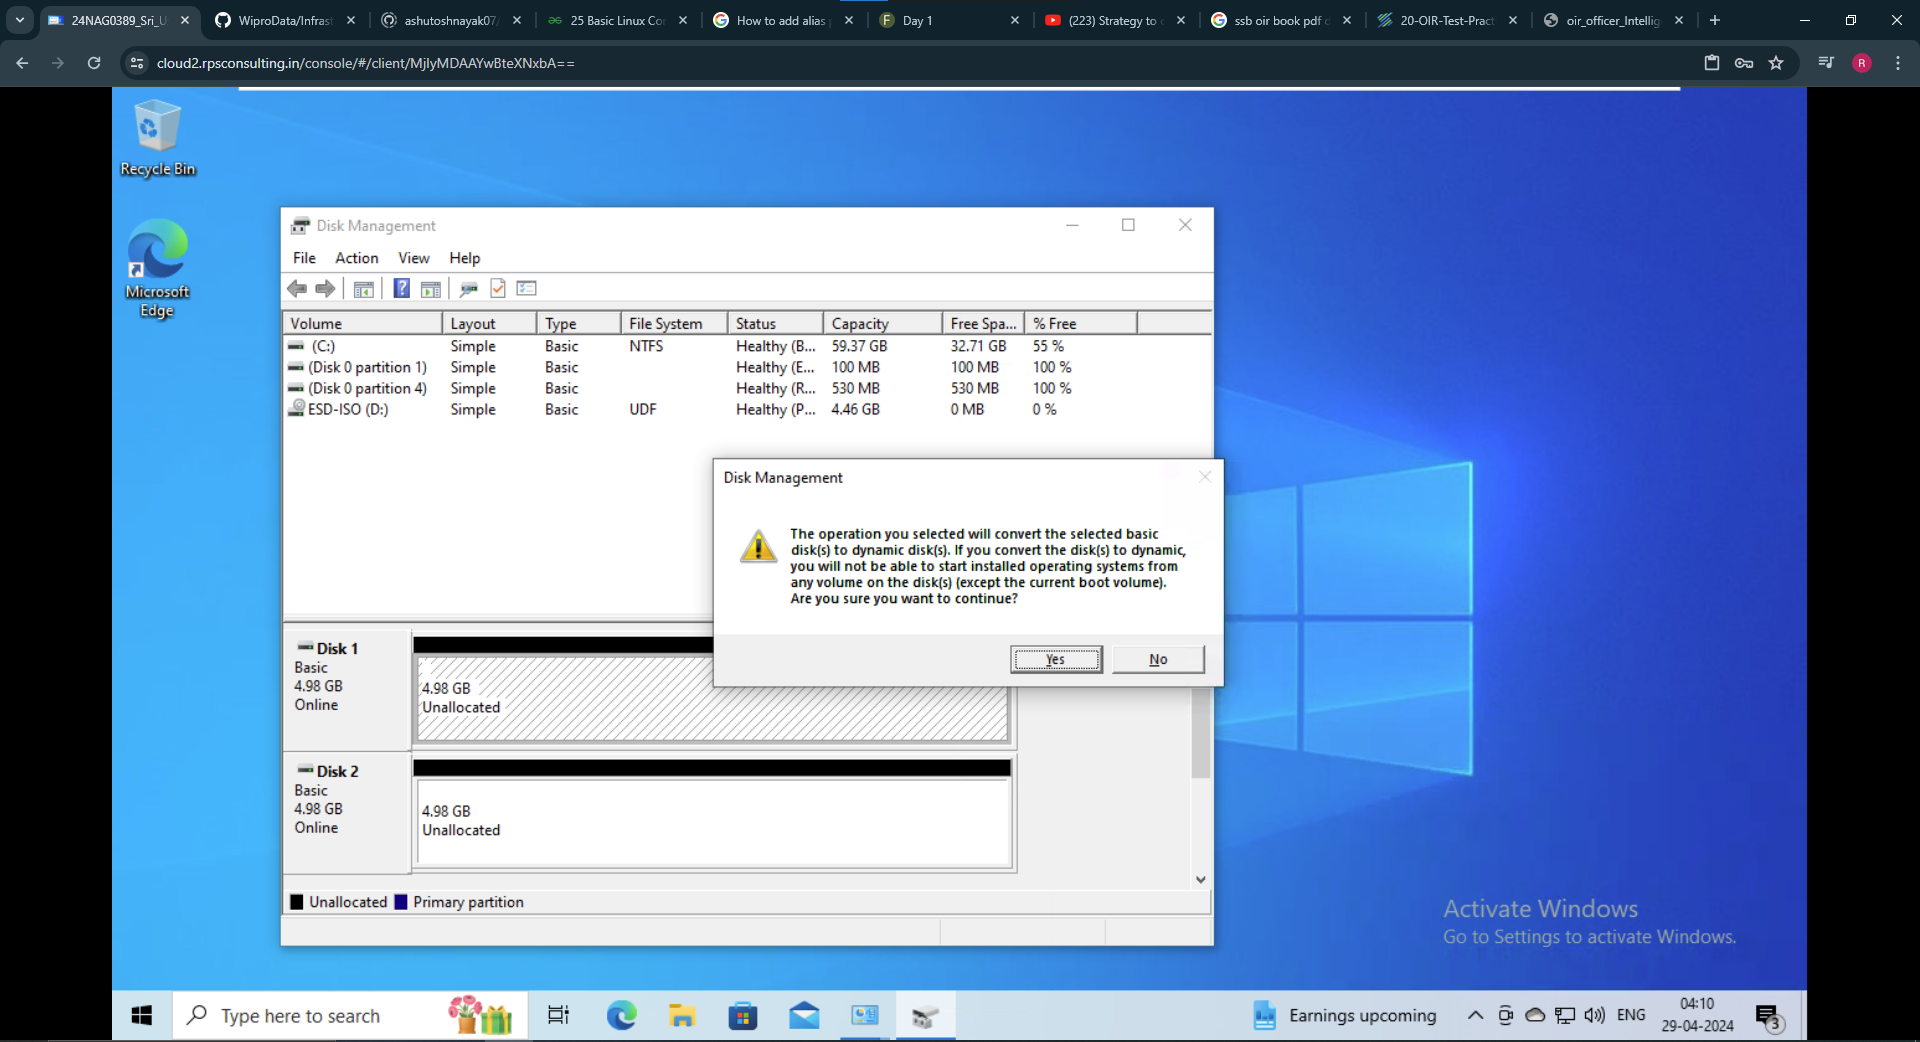 24NAG0389_Sri_U
WiproData/Infrast
ashutoshnayak07/
25 Basic Linux Co
How to add alias
Day 1
(223) Strategy to
ssb oir book pdf
20-OIR-Test-Pract
oir_officer_Intellig
cloud2.rpsconsulting.in/console/#/client/MjIyMDAAYwBteXNxbA==
R
Recycle Bin
Microsoft
Edge
Disk Management
File Action View Help
Volume Layout Type File System Status Capacity Free Spa... % Free
(C:) Simple Basic NTFS Healthy (B... 59.37 GB 32.71 GB 55 %
(Disk 0 partition 1) Simple Basic Healthy (E... 100 MB 100 MB 100 %
(Disk 0 partition 4) Simple Basic Healthy (R... 530 MB 530 MB 100 %
ESD-ISO (D:) Simple Basic UDF Healthy (P... 4.46 GB 0 MB 0 %
Disk Management
The operation you selected will convert the selected basic
disk(s) to dynamic disk(s). If you convert the disk(s) to dynamic,
you will not be able to start installed operating systems from
any volume on the disk(s) (except the current boot volume).
Are you sure you want to continue?
Yes No
Disk 1
Basic
4.98 GB
Online
4.98 GB
Unallocated
Disk 2
Basic
4.98 GB
Online
4.98 GB
Unallocated
Unallocated Primary partition
Activate Windows
Go to Settings to activate Windows.
Type here to search
Earnings upcoming
ENG
04:10
29-04-2024
3